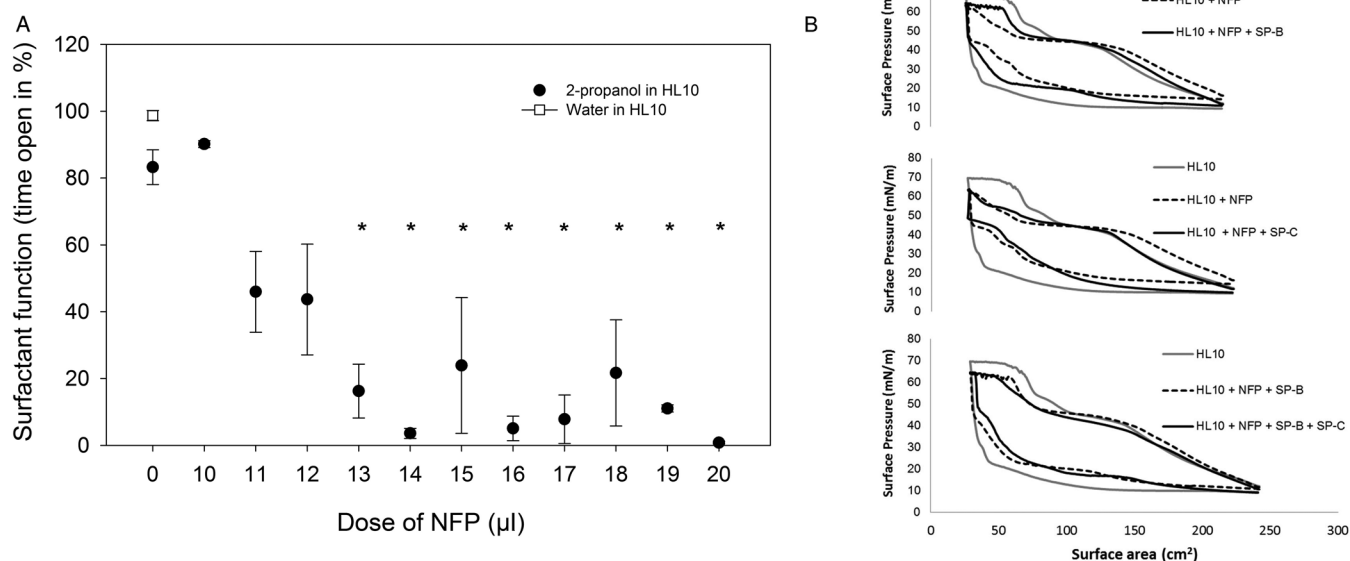 A
Surfactant function (time open in %)
120
100
80
60
40
20
0
2-propanol in HL10
Water in HL10
* * * * * * * *
0 10 11 12 13 14 15 16 17 18 19 20
Dose of NFP (µl)
B
Surface Pressure (m
60
50
40
30
20
10
0
HL10 + NFP
HL10 + NFP + SP-B
Surface Pressure (mN/m)
80
70
60
50
40
30
20
10
0
HL10
HL10 + NFP
HL10 + NFP + SP-C
Surface Pressure (mN/m)
80
70
60
50
40
30
20
10
0
HL10
HL10 + NFP + SP-B
HL10 + NFP + SP-B + SP-C
0 50 100 150 200 250 300
Surface area (cm²)